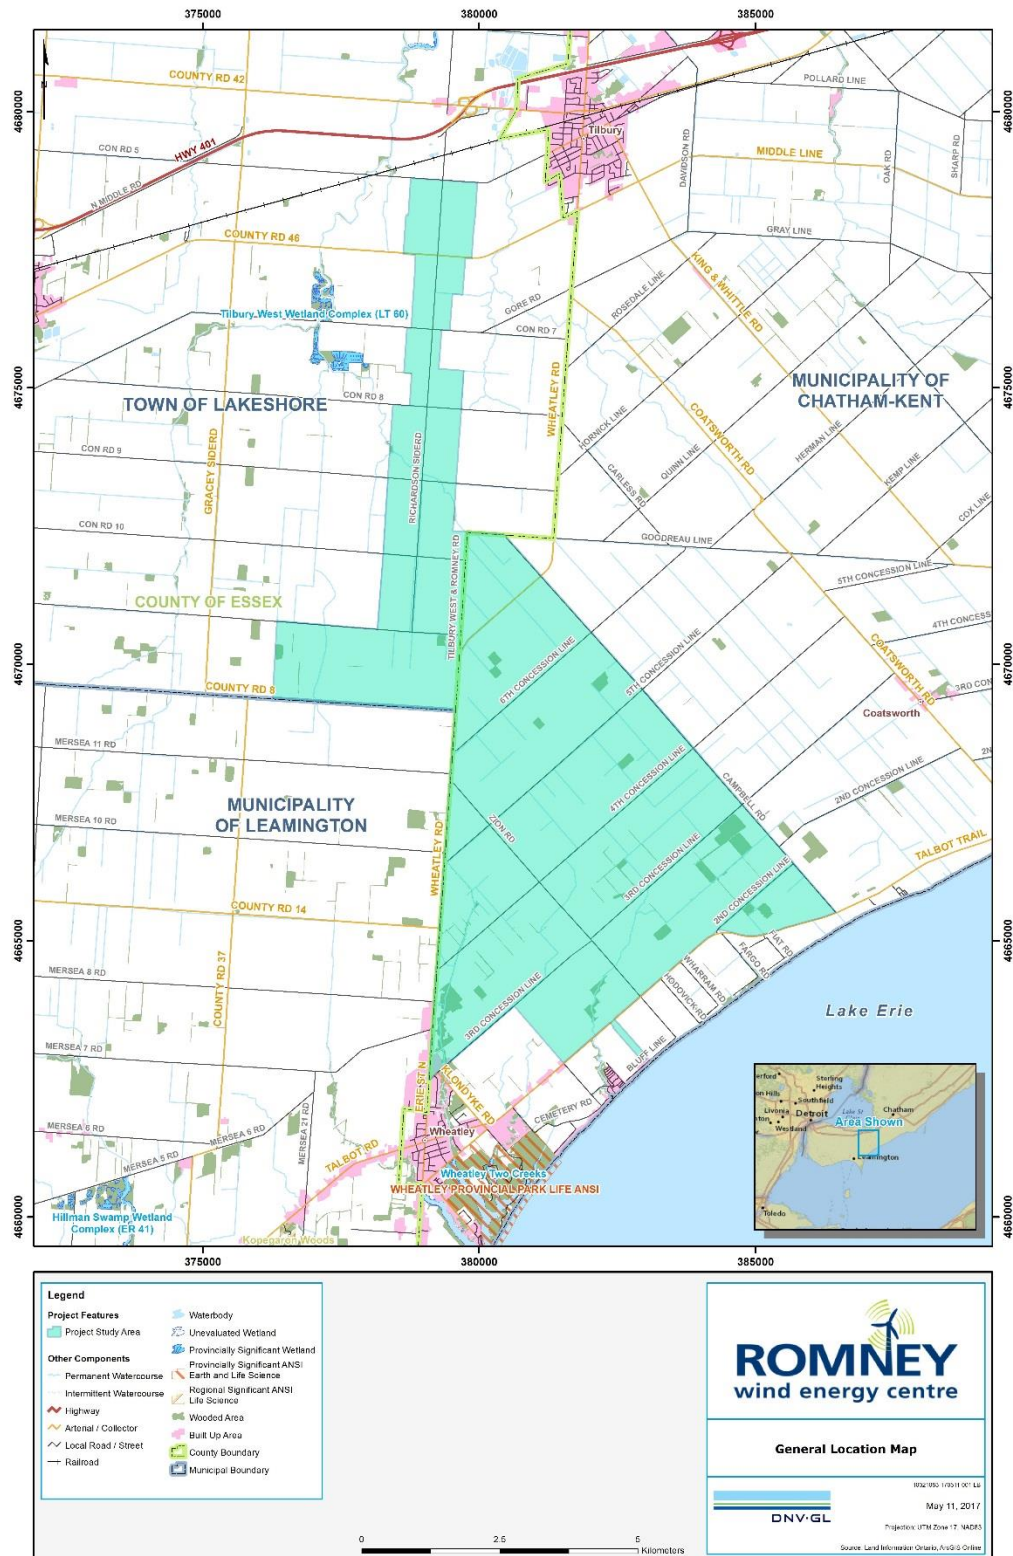 375000
380000
385000
4680000
4675000
4670000
4665000
4660000
4680000
4675000
4670000
4665000
4660000
COUNTY RD 42
POLLARD LINE
Tilbury
HWY 401
CON RD 5
N MIDDLE RD
DAVIDSON RD
MIDDLE LINE
OAK RD
SHARP RD
COUNTY RD 46
GRAY LINE
KING & WHITTLE RD
ROSEDALE LINE
GORE RD
Tilbury West Wetland Complex (LT 60)
CON RD 7
WHEATLEY RD
MUNICIPALITY OF
CHATHAM-KENT
TOWN OF LAKESHORE
CON RD 8
COATSWORTH RD
HORNICK LINE
QUINN LINE
HERMAN LINE
KEMP LINE
CARLESS RD
COX LINE
CON RD 9
GRACEY SIDERD
RICHARDSON SIDERD
CON RD 10
GOODREAU LINE
TILBURY WEST & ROMNEY RD
5TH CONCESSION LINE
COUNTY OF ESSEX
4TH CONCESS
6TH CONCESSION LINE
5TH CONCESSION LINE
COATSWORTH RD
COUNTY RD 8
3RD CON
Coatsworth
MERSEA 11 RD
2N
CAMPBELL RD
4TH CONCESSION LINE
2ND CONCESSION LINE
MUNICIPALITY
OF LEAMINGTON
MERSEA 10 RD
ZION RD
WHEATLEY RD
TALBOT TRAIL
3RD CONCESSION LINE
2ND CONCESSION LINE
COUNTY RD 14
FIAT RD
FARGO RD
WHARRAM RD
HODOVICK RD
MERSEA 8 RD
COUNTY RD 37
3RD CONCESSION LINE
Lake Erie
MERSEA 7 RD
BLUFF LINE
ERIE ST N
KLONDYKE RD
CEMETERY RD
MERSEA 21 RD
MERSEA 6 RD
MERSEA 6 RD
Wheatley
MERSEA 5 RD
TALBOT RD
Wheatley Two Creeks
WHEATLEY PROVINCIAL PARK LIFE ANSI
Hillman Swamp Wetland
Complex (ER 41)
Kopegaron Woods
Sterling
Heights
Southfield
Livonia
Detroit
Westland
Chatham
Area Shown
Leamington
Toledo
375000
380000
385000
Legend
Project Features
Project Study Area
Other Components
Permanent Watercourse
Intermittent Watercourse
Highway
Arterial / Collector
Local Road / Street
Railroad
Waterbody
Unevaluated Wetland
Provincially Significant Wetland
Provincially Significant ANSI
Earth and Life Science
Regional Significant ANSI
Life Science
Wooded Area
Built Up Area
County Boundary
Municipal Boundary
0
2.5
5
Kilometers
ROMNEY
wind energy centre
General Location Map
DNV·GL
May 11, 2017
Projection: UTM Zone 17, NAD83
Source: Land Information Ontario, ArcGIS Online